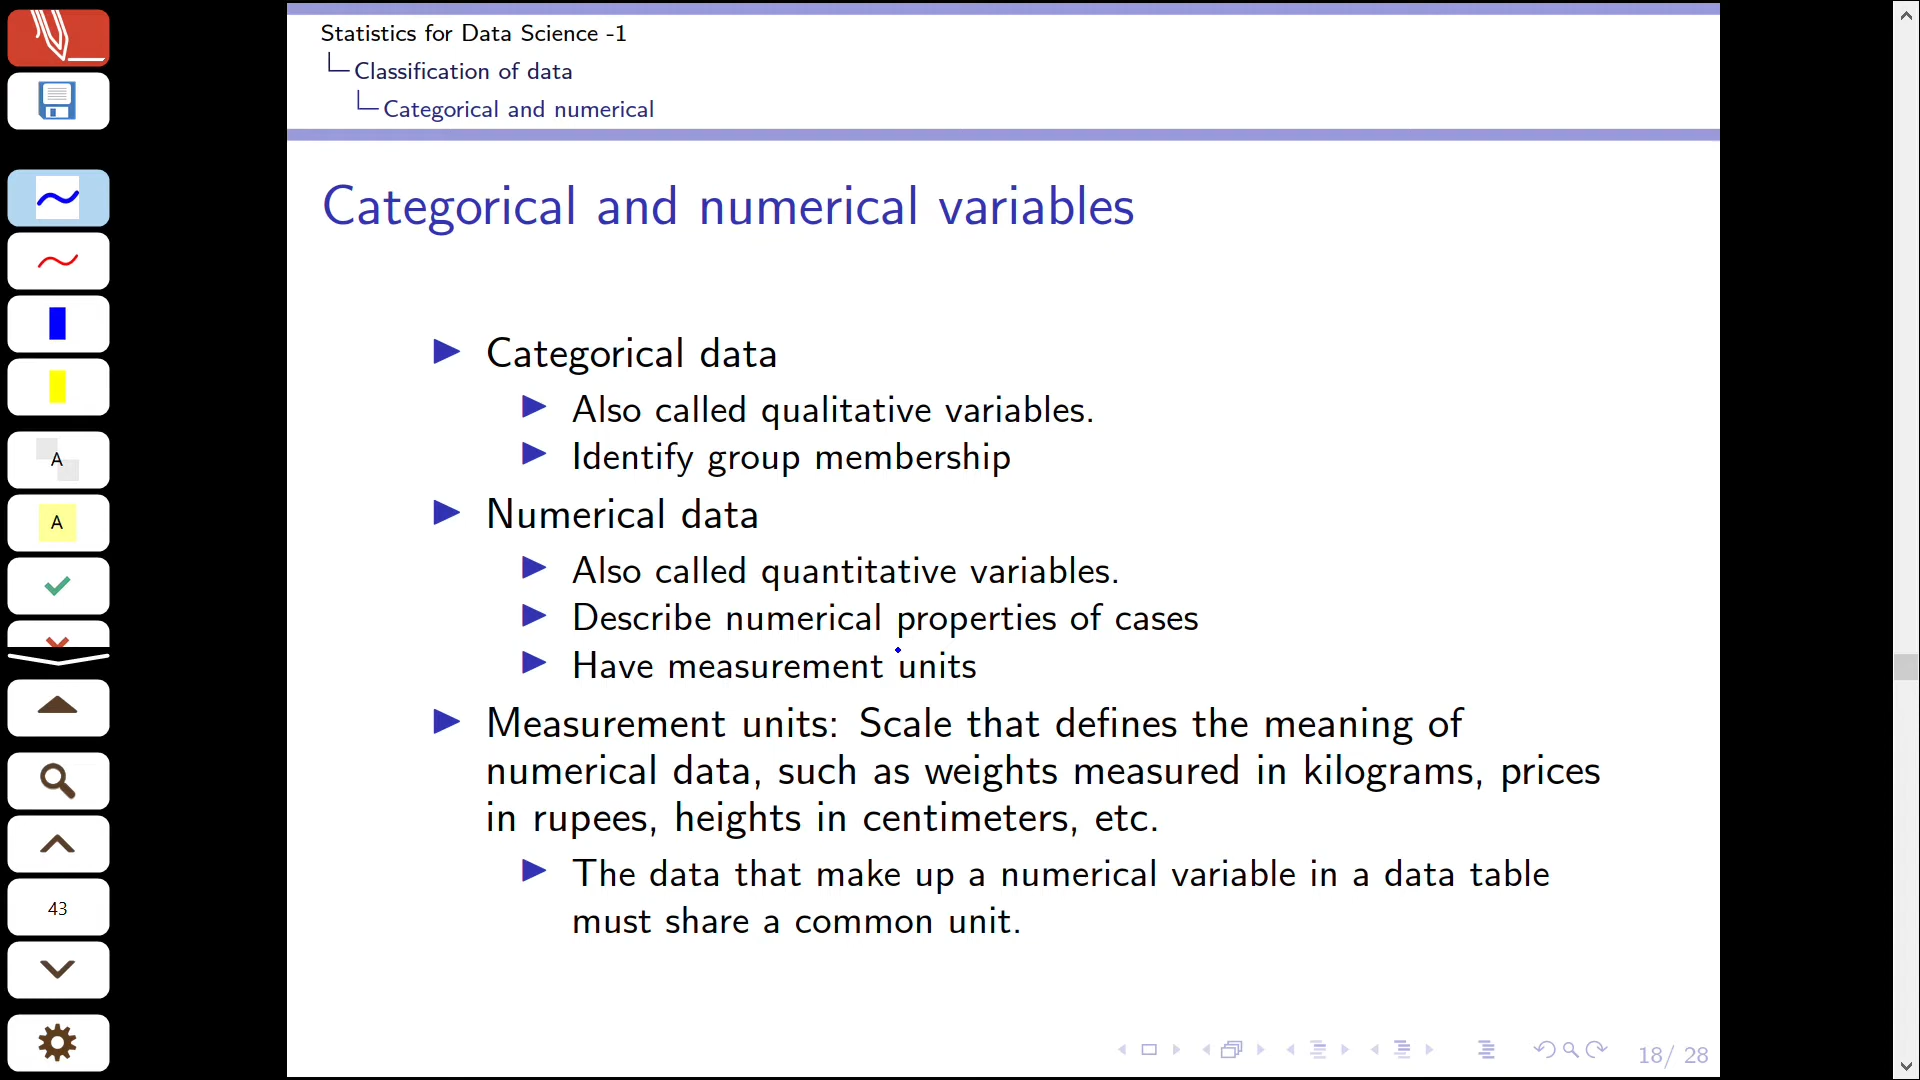 Statistics for Data Science -1
Classification of data
Categorical and numerical
Categorical and numerical variables
Categorical data
Also called qualitative variables.
Identify group membership
Numerical data
Also called quantitative variables.
Describe numerical properties of cases
Have measurement units
Measurement units: Scale that defines the meaning of
numerical data, such as weights measured in kilograms, prices
in rupees, heights in centimeters, etc.
The data that make up a numerical variable in a data table
must share a common unit.
18/ 28
A
A
43